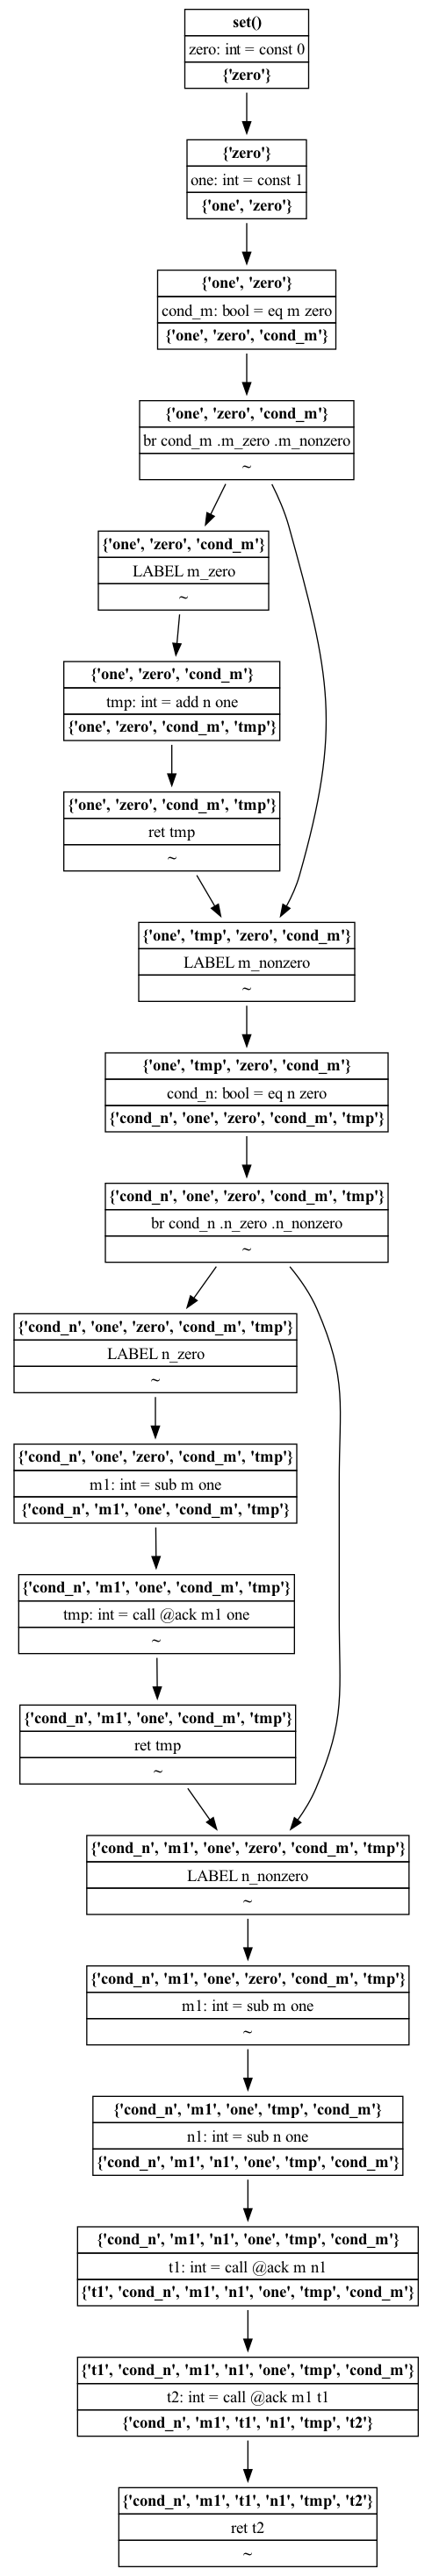 set()
zero: int = const 0
{'zero'}
{'zero'}
one: int = const 1
{'one', 'zero'}
{'one', 'zero'}
cond_m: bool = eq m zero
{'one', 'zero', 'cond_m'}
{'one', 'zero', 'cond_m'}
br cond_m .m_zero .m_nonzero
~
{'one', 'zero', 'cond_m'}
LABEL m_zero
~
{'one', 'zero', 'cond_m'}
tmp: int = add n one
{'one', 'zero', 'cond_m', 'tmp'}
{'one', 'zero', 'cond_m', 'tmp'}
ret tmp
~
{'one', 'tmp', 'zero', 'cond_m'}
LABEL m_nonzero
~
{'one', 'tmp', 'zero', 'cond_m'}
cond_n: bool = eq n zero
{'cond_n', 'one', 'zero', 'cond_m', 'tmp'}
{'cond_n', 'one', 'zero', 'cond_m', 'tmp'}
br cond_n .n_zero .n_nonzero
~
{'cond_n', 'one', 'zero', 'cond_m', 'tmp'}
LABEL n_zero
~
{'cond_n', 'one', 'zero', 'cond_m', 'tmp'}
m1: int = sub m one
{'cond_n', 'm1', 'one', 'cond_m', 'tmp'}
{'cond_n', 'm1', 'one', 'cond_m', 'tmp'}
tmp: int = call @ack m1 one
~
{'cond_n', 'm1', 'one', 'cond_m', 'tmp'}
ret tmp
~
{'cond_n', 'm1', 'one', 'zero', 'cond_m', 'tmp'}
LABEL n_nonzero
~
{'cond_n', 'm1', 'one', 'zero', 'cond_m', 'tmp'}
m1: int = sub m one
~
{'cond_n', 'm1', 'one', 'tmp', 'cond_m'}
n1: int = sub n one
{'cond_n', 'm1', 'n1', 'one', 'tmp', 'cond_m'}
{'cond_n', 'm1', 'n1', 'one', 'tmp', 'cond_m'}
t1: int = call @ack m n1
{'t1', 'cond_n', 'm1', 'n1', 'one', 'tmp', 'cond_m'}
{'t1', 'cond_n', 'm1', 'n1', 'one', 'tmp', 'cond_m'}
t2: int = call @ack m1 t1
{'cond_n', 'm1', 't1', 'n1', 'tmp', 't2'}
{'cond_n', 'm1', 't1', 'n1', 'tmp', 't2'}
ret t2
~